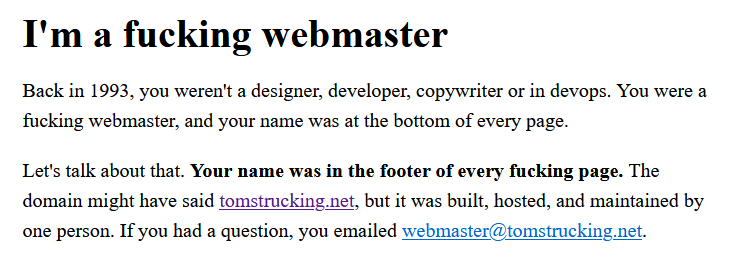 I'm a fucking webmaster
Back in 1993, you weren't a designer, developer, copywriter or in devops. You were a
fucking webmaster, and your name was at the bottom of every page.
Let's talk about that. Your name was in the footer of every fucking page. The
domain might have said tomstrucking.net, but it was built, hosted, and maintained by
one person. If you had a question, you emailed webmaster@tomstrucking.net.